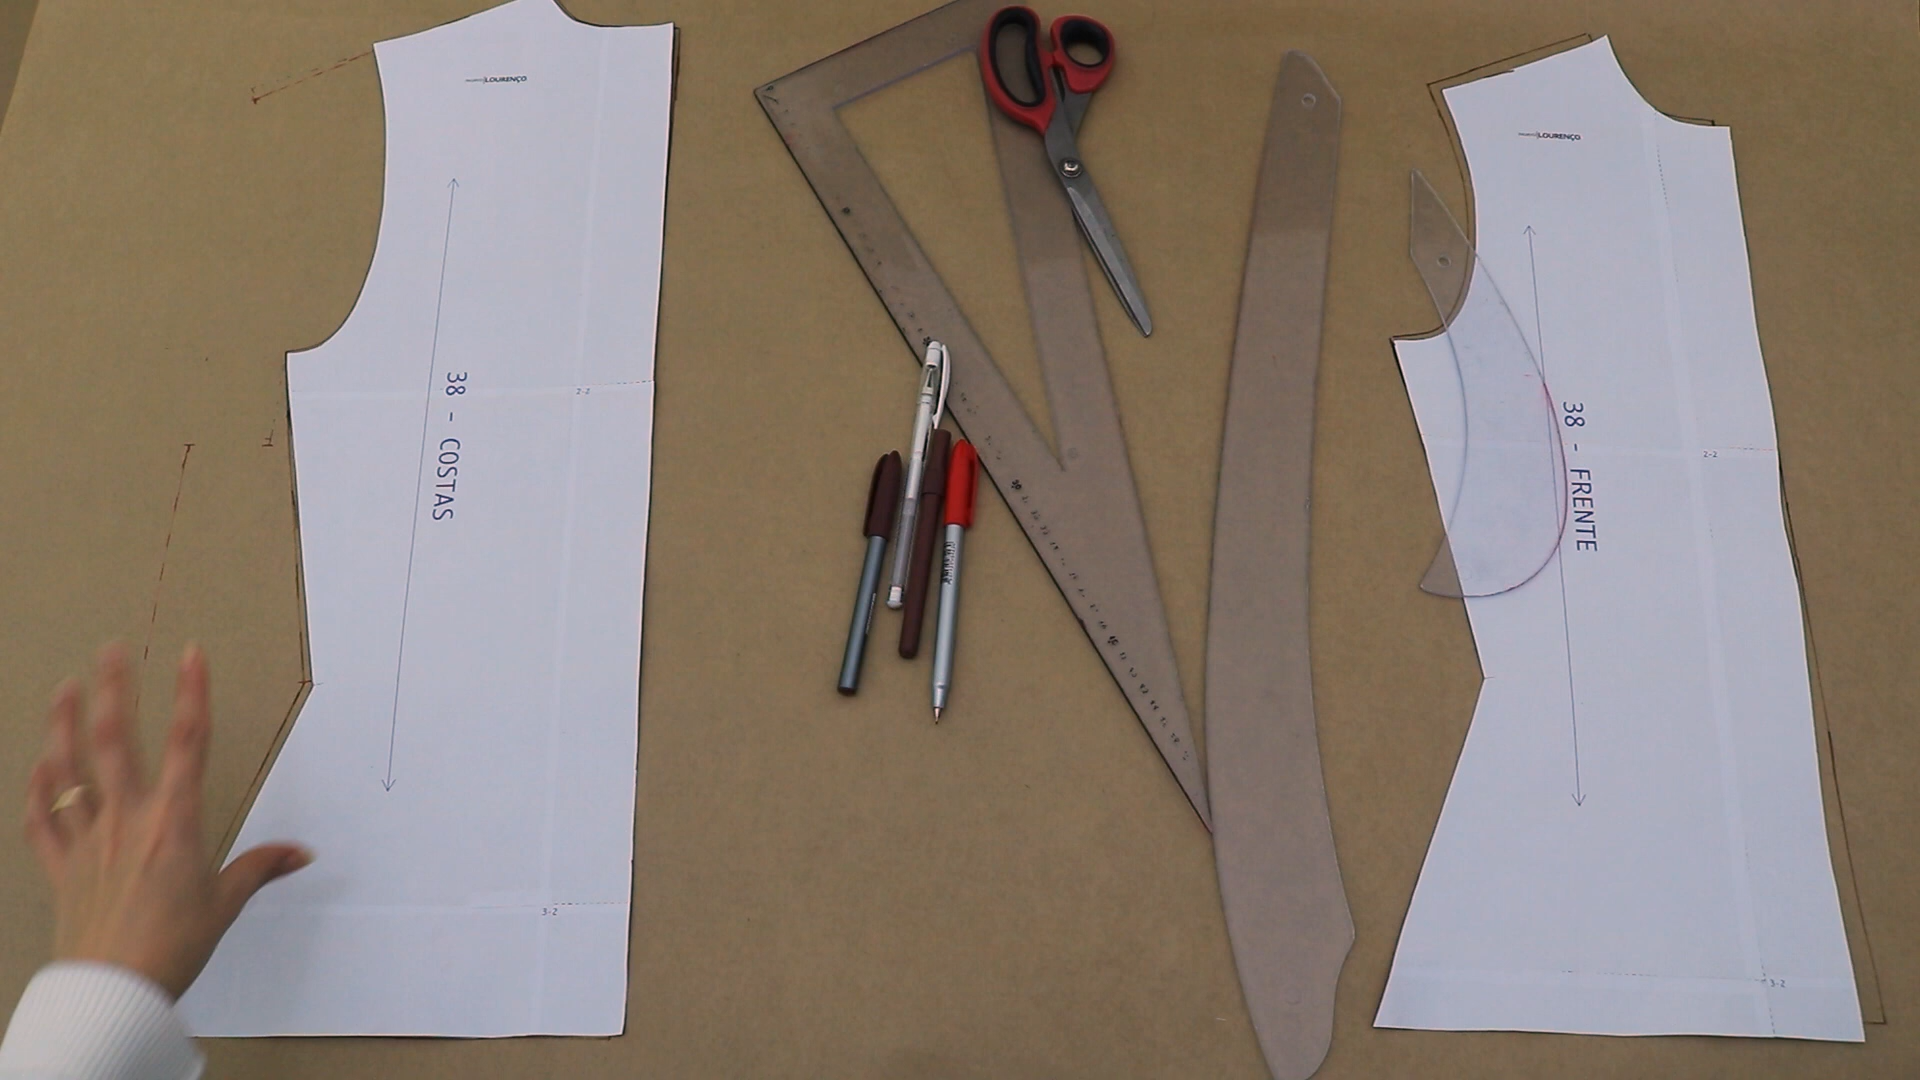 LOURENÇO
38 - COSTAS
2-2
3-2
LOURENÇO
38 - FRENTE
2-2
3-2